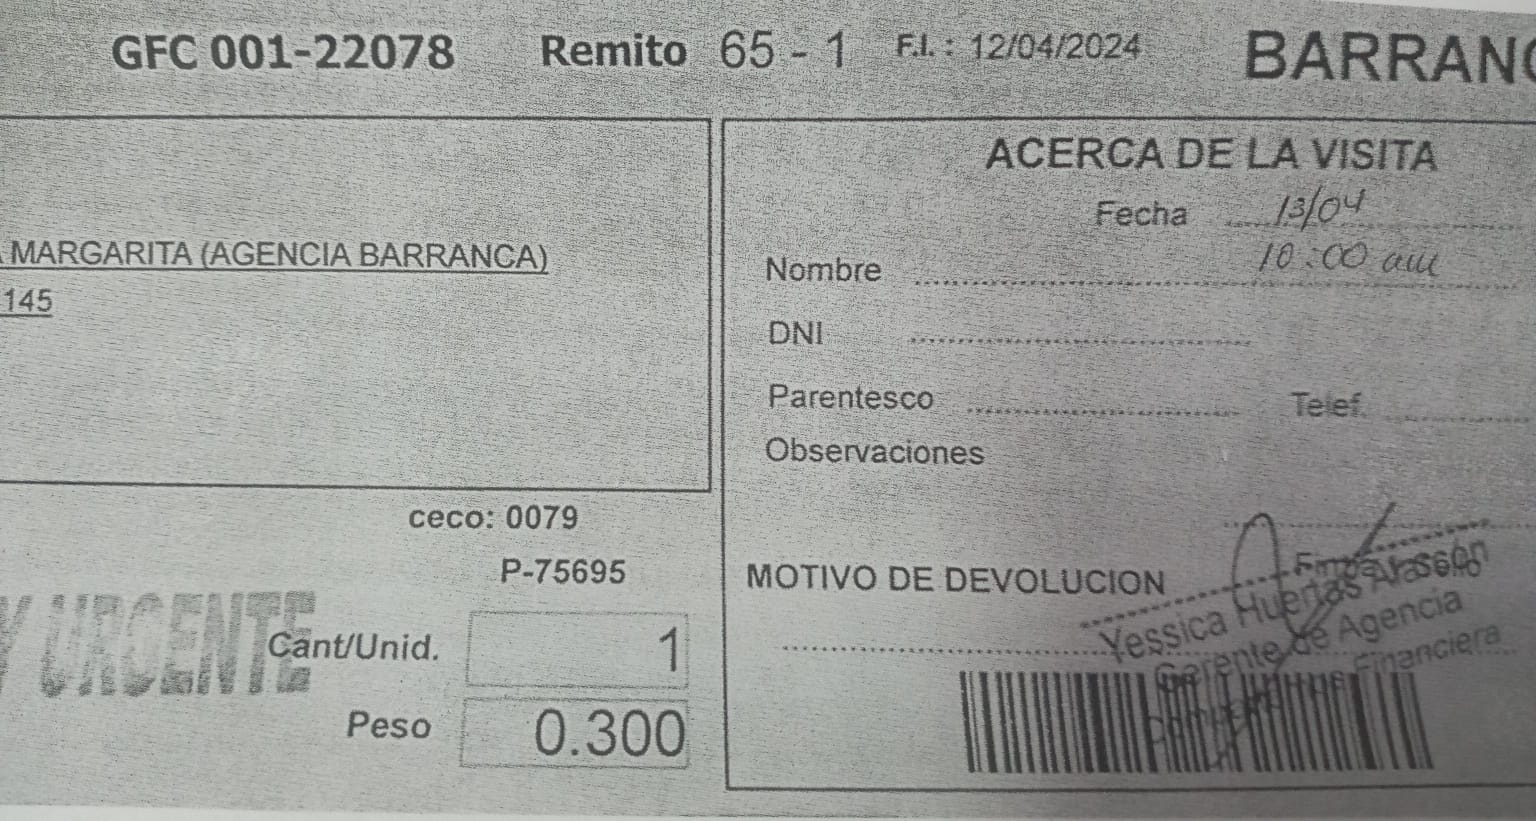 GFC 001-22078 Remito 65 - 1 F.I. : 12/04/2024 BARRANC
MARGARITA (AGENCIA BARRANCA)
145
ceco: 0079
P-75695
URGENTE
Cant/Unid. 1
Peso 0.300
ACERCA DE LA VISITA
Fecha 13/04
10:00 am
Nombre
DNI
Parentesco Telef.
Observaciones
Firma
MOTIVO DE DEVOLUCION
Yessica Huertas
Gerente de Agencia
Financiera